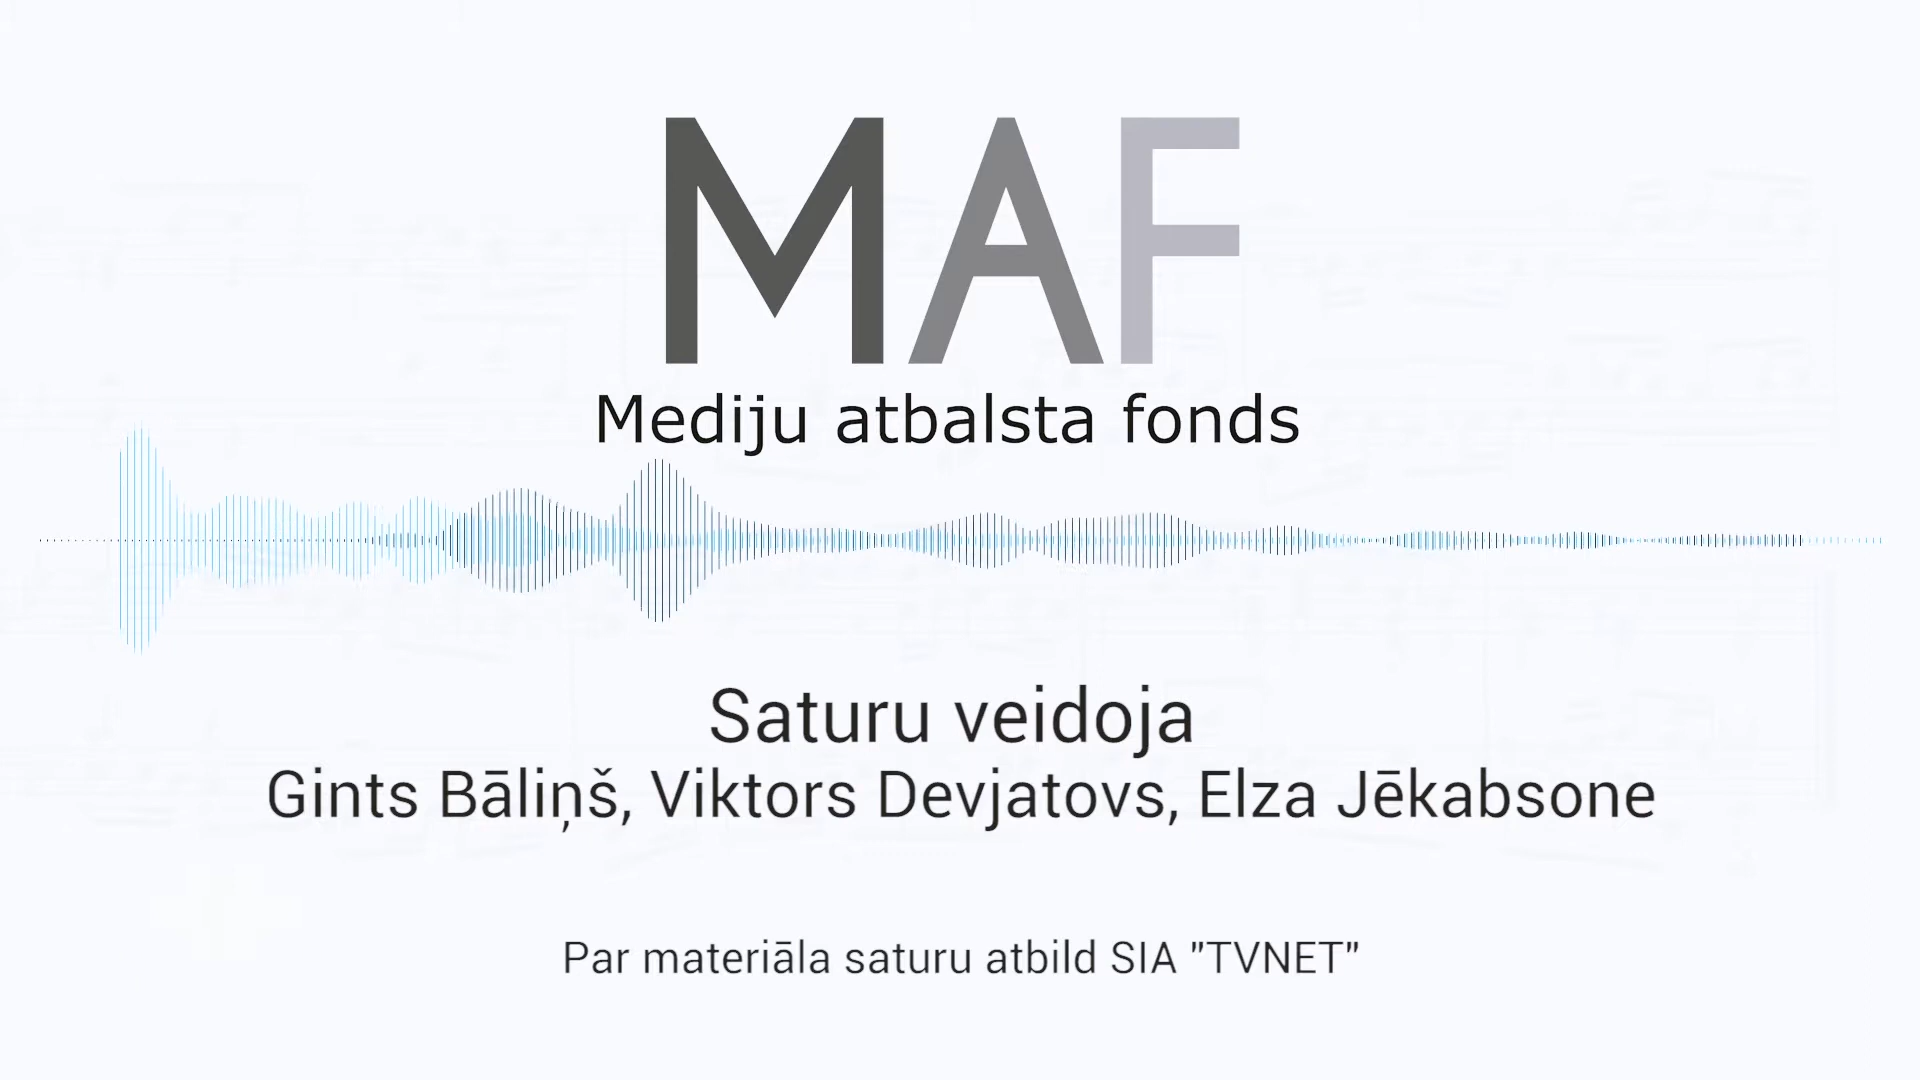 MAF
Mediju atbalsta fonds
Saturu veidoja
Gints Bāliņš, Viktors Devjatovs, Elza Jēkabsone
Par materiāla saturu atbild SIA "TVNET"